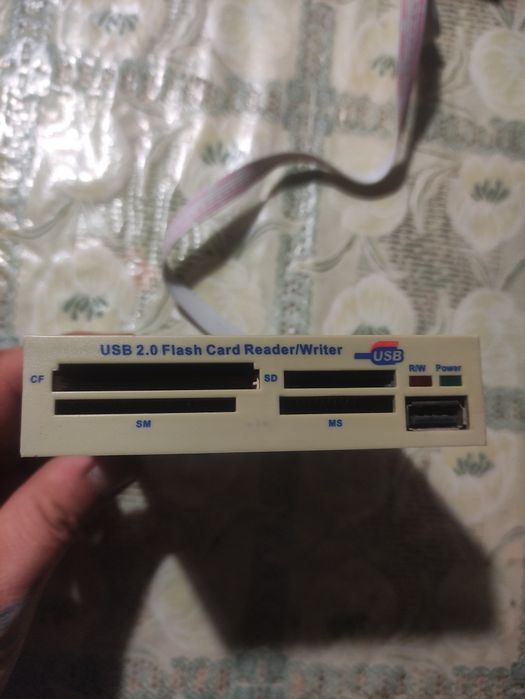 USB 2.0 Flash Card Reader/Writer
USB
CF
SD
R/W
Power
SM
MS